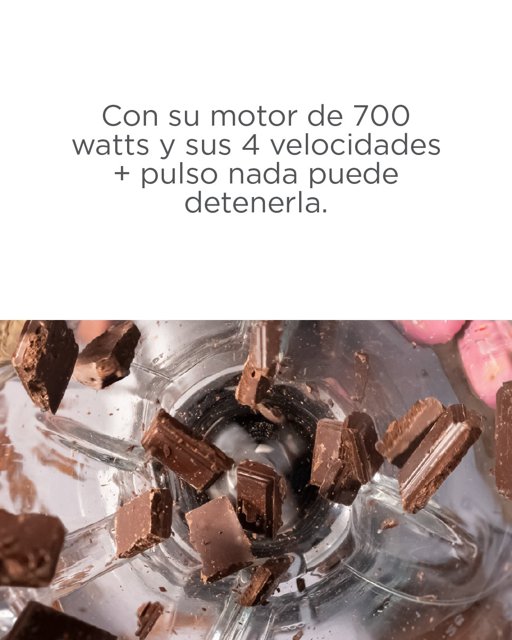 Con su motor de 700
watts y sus 4 velocidades
+ pulso nada puede
detenerla.